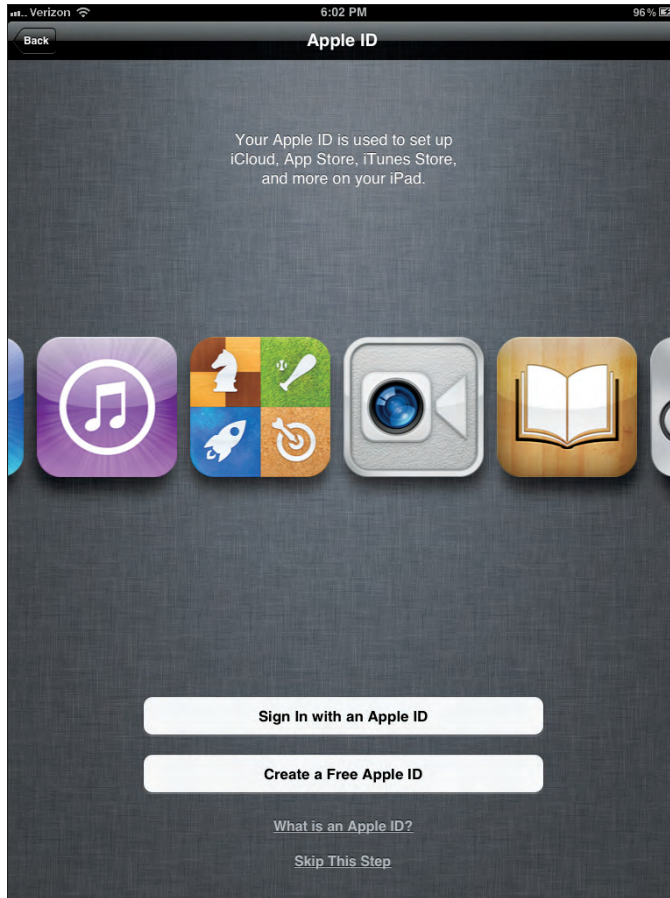 Verizon 6:02 PM 96%
Back Apple ID
Your Apple ID is used to set up
iCloud, App Store, iTunes Store,
and more on your iPad.
Sign In with an Apple ID
Create a Free Apple ID
What is an Apple ID?
Skip This Step